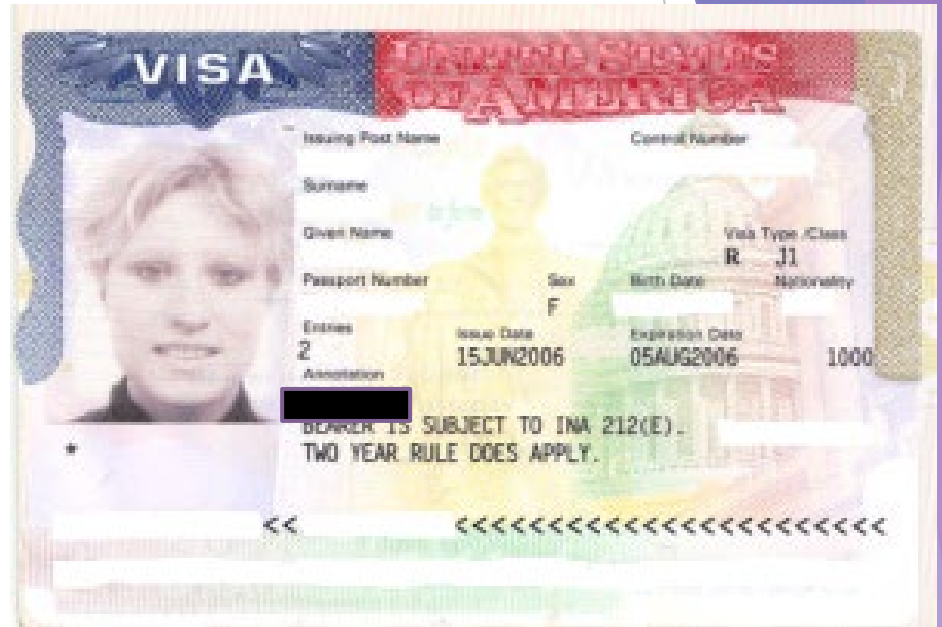 VISA
UNITED STATES
OF AMERICA
Issuing Post Name Control Number
Surname
Given Name Visa Type /Class
R J1
Passport Number Sex Birth Date Nationality
F
Entries Issue Date Expiration Date
2 15JUN2006 05AUG2006 1000
Annotation
BEARER IS SUBJECT TO INA 212(E).
TWO YEAR RULE DOES APPLY.
*
<< <<<<<<<<<<<<<<<<<<<<<<<<